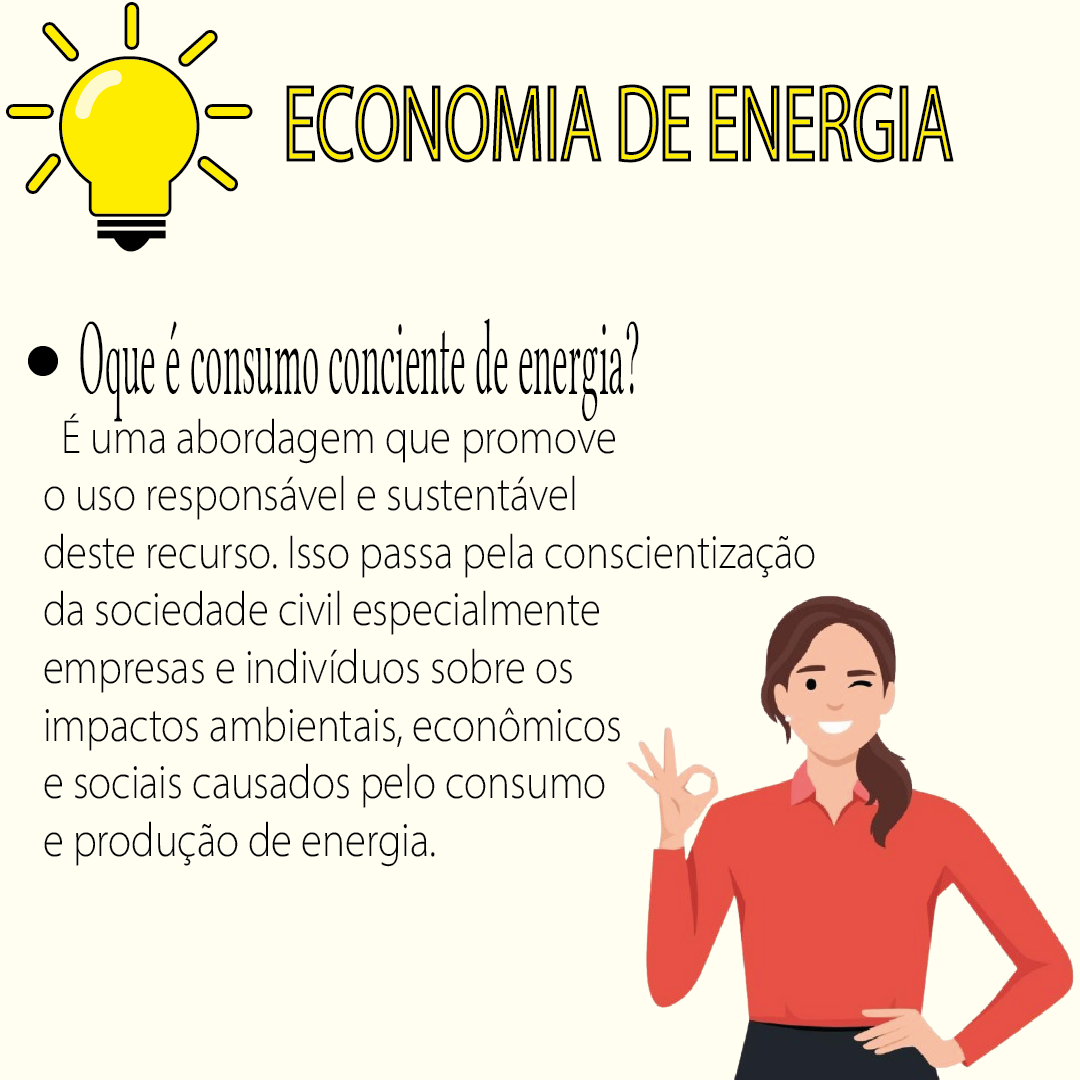 ECONOMIA DE ENERGIA
• Oque é consumo conciente de energia?
É uma abordagem que promove
o uso responsável e sustentável
deste recurso. Isso passa pela conscientização
da sociedade civil especialmente
empresas e indivíduos sobre os
impactos ambientais, econômicos
e sociais causados pelo consumo
e produção de energia.